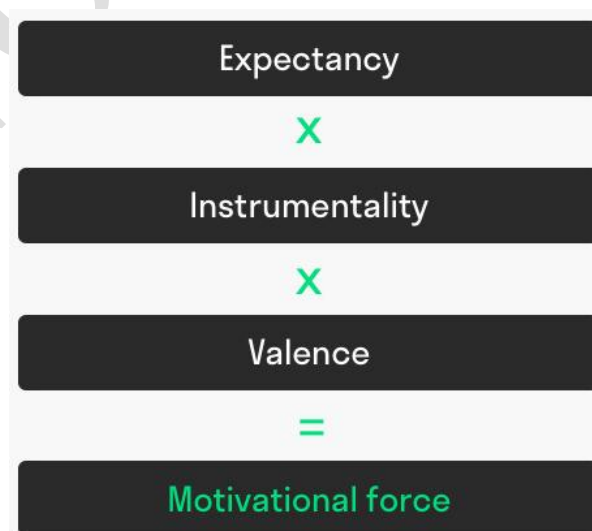 Expectancy
x
Instrumentality
x
Valence
=
Motivational force